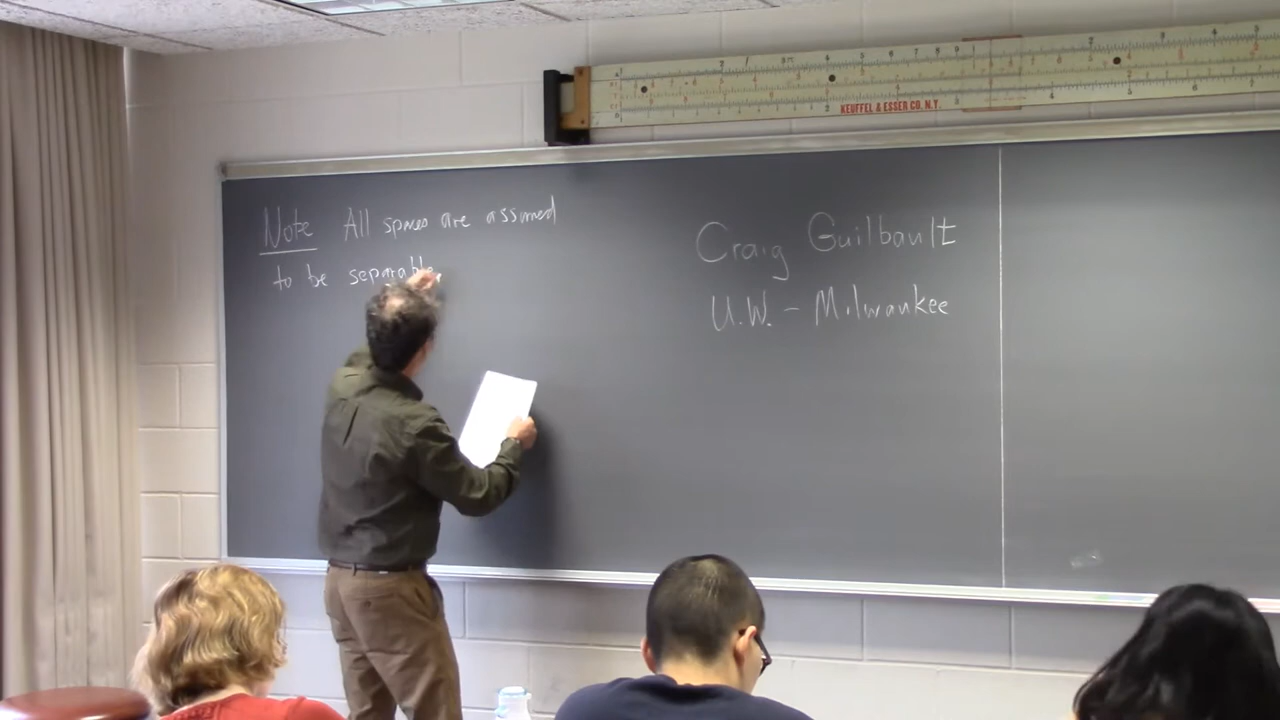 KEUFFEL & ESSER CO. N.Y.
Note All spaces are assumed
to be separable
Craig Guilbault
U.W. - Milwaukee